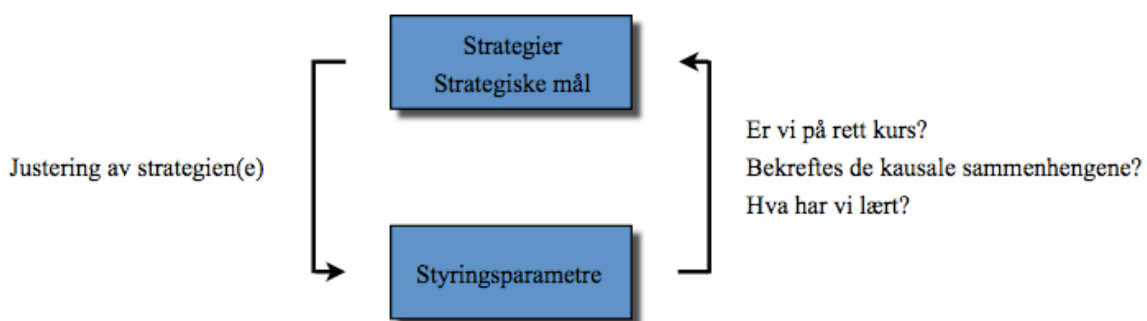 Strategier
Strategiske mål
Justering av strategien(e)
Er vi på rett kurs?
Bekreftes de kausale sammenhengene?
Hva har vi lært?
Styringsparametre